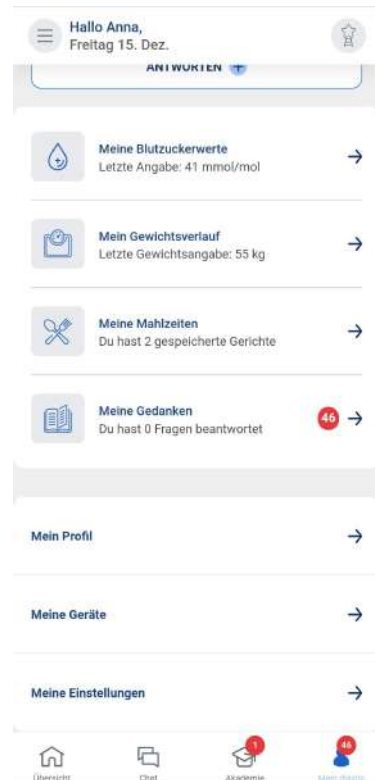 Hallo Anna,
Freitag 15. Dez.
ANTWORTEN +
Meine Blutzuckerwerte
Letzte Angabe: 41 mmol/mol
Mein Gewichtsverlauf
Letzte Gewichtsangabe: 55 kg
Meine Mahlzeiten
Du hast 2 gespeicherte Gerichte
Meine Gedanken
Du hast 0 Fragen beantwortet
46
Mein Profil
Meine Geräte
Meine Einstellungen
1
46
Übersicht
Chat
Akademie